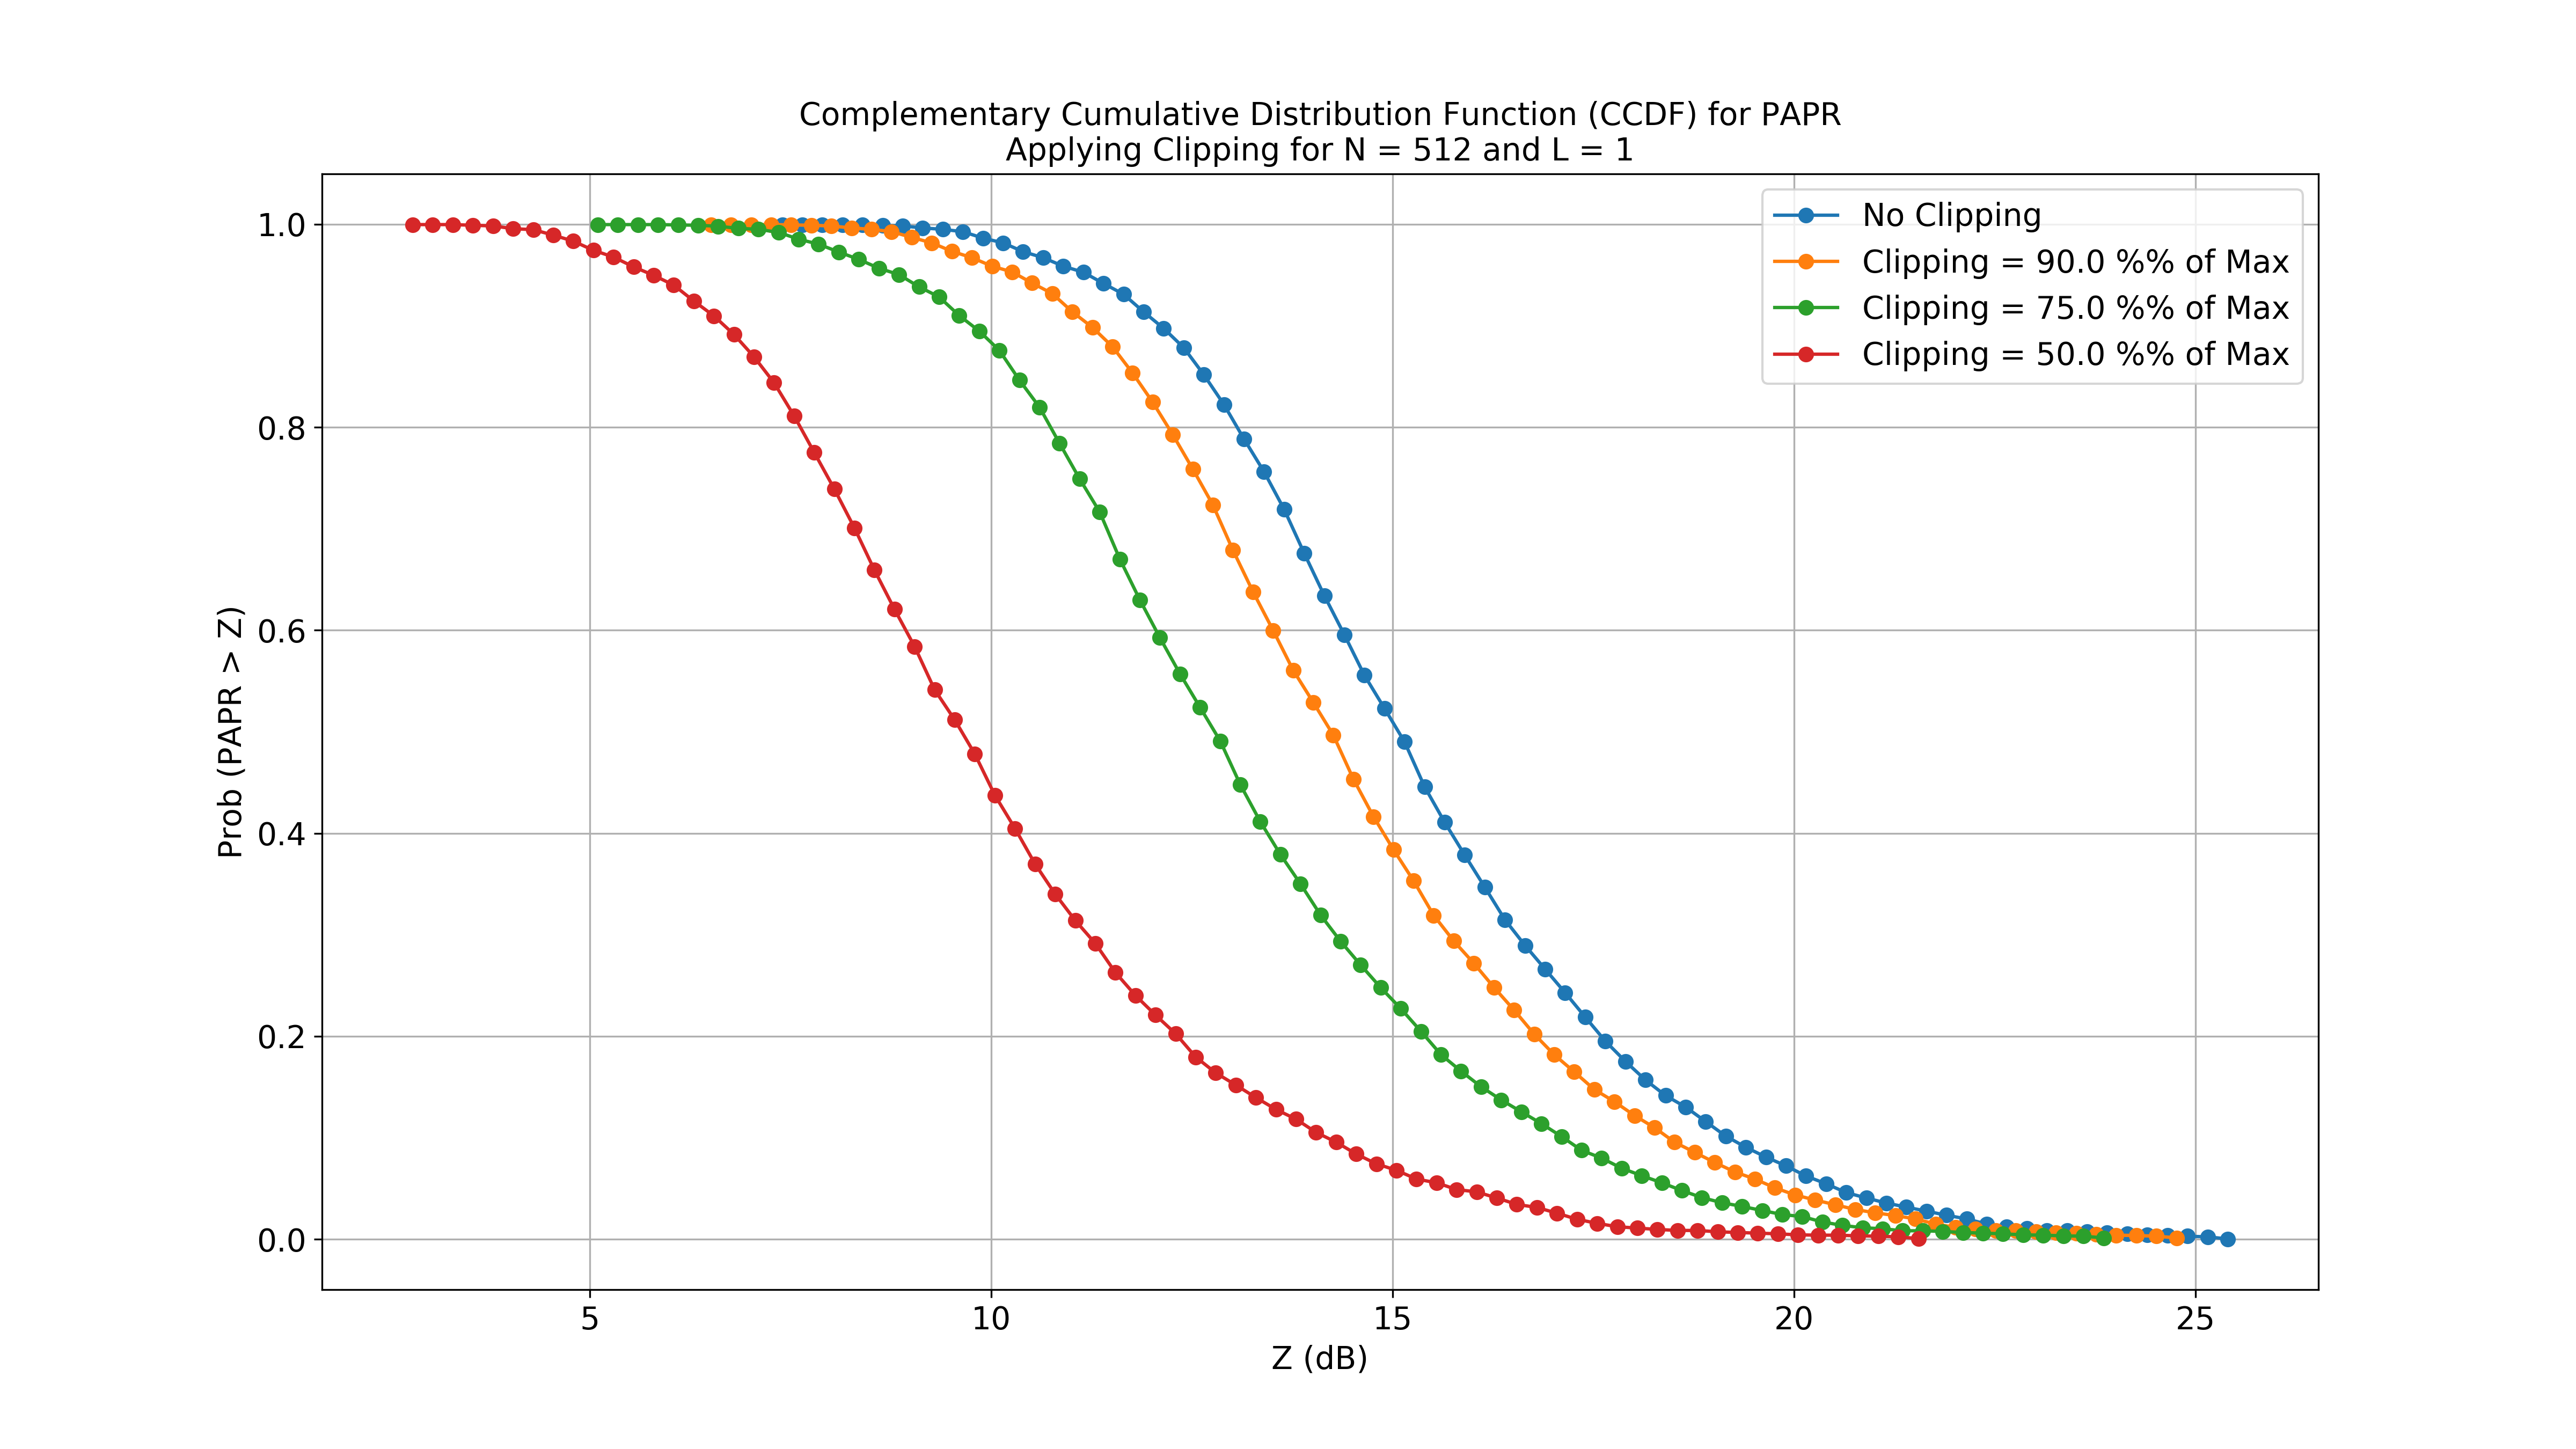 Complementary Cumulative Distribution Function (CCDF) for PAPR
Applying Clipping for N = 512 and L = 1
No Clipping
Clipping = 90.0 %% of Max
Clipping = 75.0 %% of Max
Clipping = 50.0 %% of Max
Prob (PAPR > Z)
1.0
0.8
0.6
0.4
0.2
0.0
5 10 15 20 25
Z (dB)